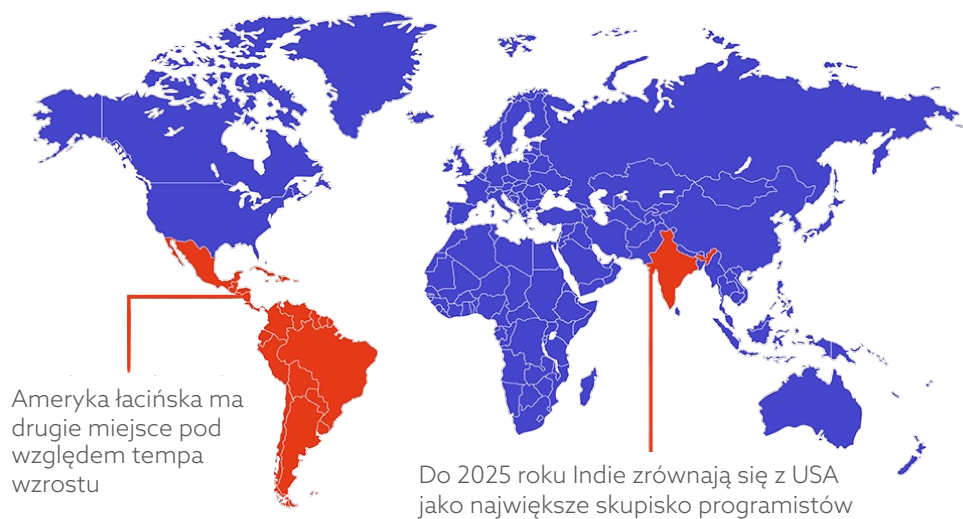 Ameryka łacińska ma
drugie miejsce pod
względem tempa
wzrostu
Do 2025 roku Indie zrównają się z USA
jako największe skupisko programistów